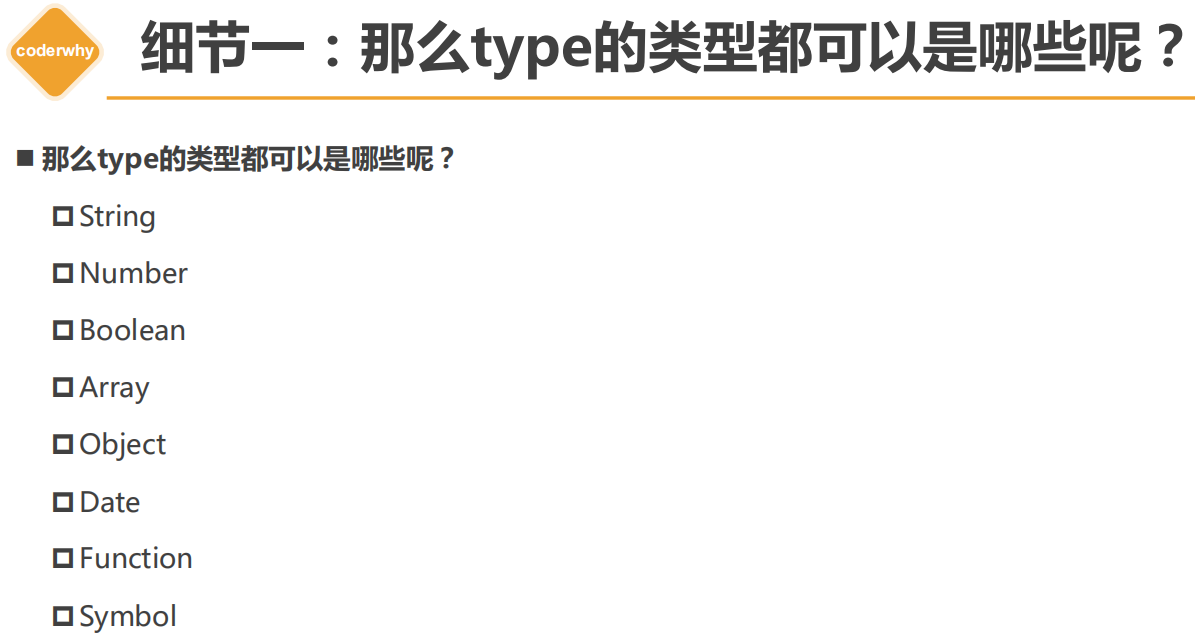 coderwhy
细节一：那么type的类型都可以是哪些呢？
那么type的类型都可以是哪些呢？
String
Number
Boolean
Array
Object
Date
Function
Symbol